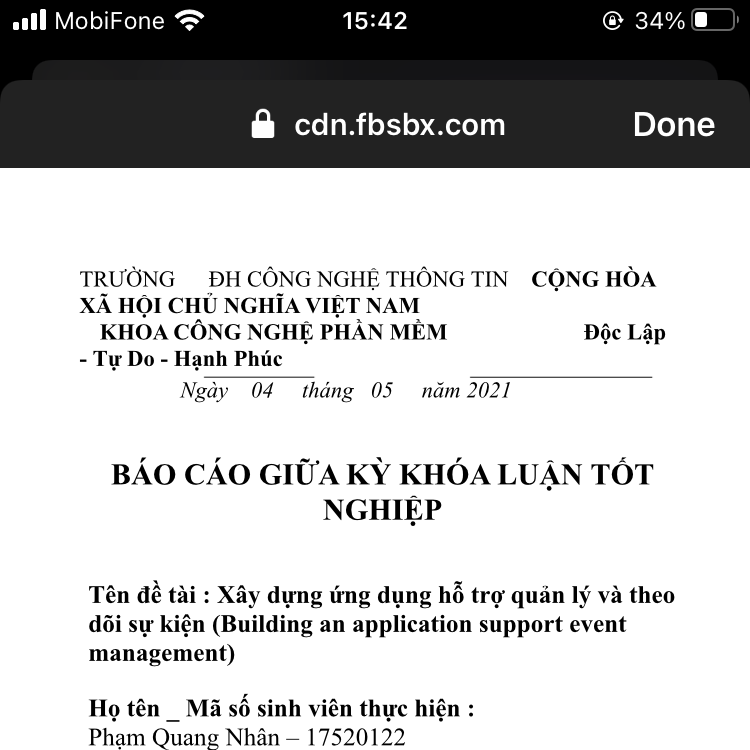 MobiFone 15:42 34%
cdn.fbsbx.com Done
TRƯỜNG ĐH CÔNG NGHỆ THÔNG TIN CỘNG HÒA
XÃ HỘI CHỦ NGHĨA VIỆT NAM
KHOA CÔNG NGHỆ PHẦN MỀM Độc Lập
- Tự Do - Hạnh Phúc
Ngày 04 tháng 05 năm 2021
BÁO CÁO GIỮA KỲ KHÓA LUẬN TỐT
NGHIỆP
Tên đề tài : Xây dựng ứng dụng hỗ trợ quản lý và theo
dõi sự kiện (Building an application support event
management)
Họ tên _ Mã số sinh viên thực hiện :
Phạm Quang Nhân – 17520122